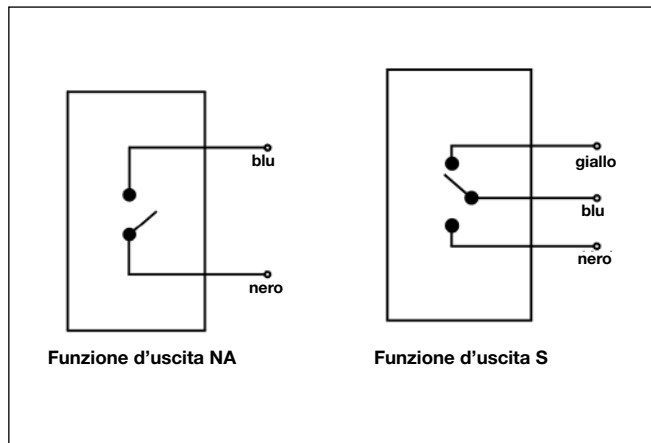 blu
nero
Funzione d'uscita NA
giallo
blu
nero
Funzione d'uscita S